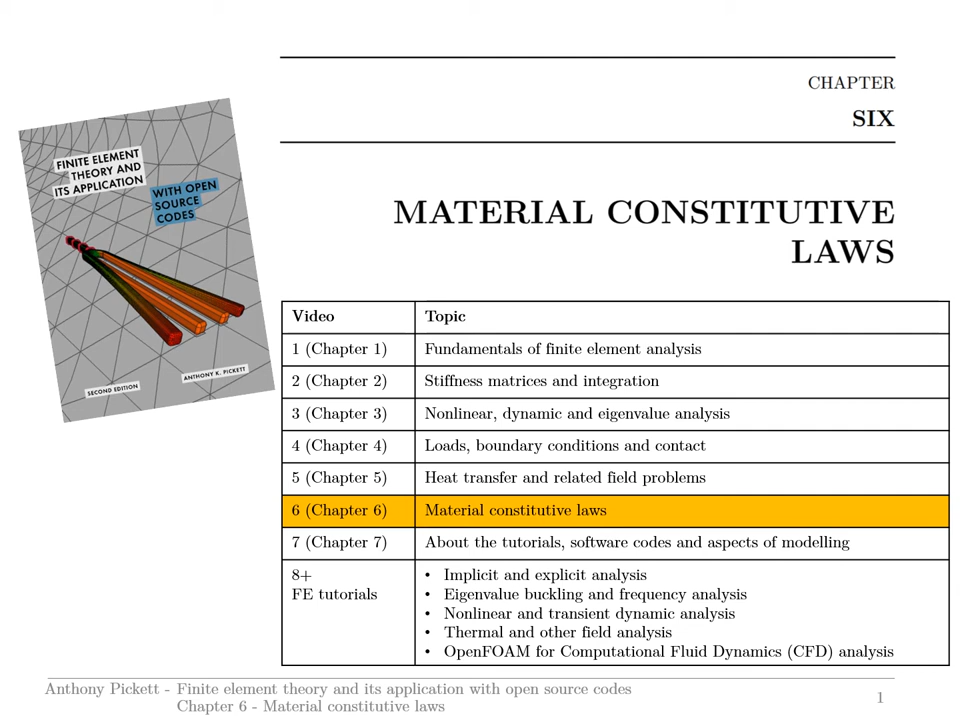 CHAPTER
SIX
FINITE ELEMENT
THEORY AND
ITS APPLICATION
WITH OPEN
SOURCE
CODES
SECOND EDITION
ANTHONY K. PICKETT
MATERIAL CONSTITUTIVE
LAWS
Video Topic
1 (Chapter 1) Fundamentals of finite element analysis
2 (Chapter 2) Stiffness matrices and integration
3 (Chapter 3) Nonlinear, dynamic and eigenvalue analysis
4 (Chapter 4) Loads, boundary conditions and contact
5 (Chapter 5) Heat transfer and related field problems
6 (Chapter 6) Material constitutive laws
7 (Chapter 7) About the tutorials, software codes and aspects of modelling
8+
FE tutorials
• Implicit and explicit analysis
• Eigenvalue buckling and frequency analysis
• Nonlinear and transient dynamic analysis
• Thermal and other field analysis
• OpenFOAM for Computational Fluid Dynamics (CFD) analysis
Anthony Pickett - Finite element theory and its application with open source codes
Chapter 6 - Material constitutive laws
1